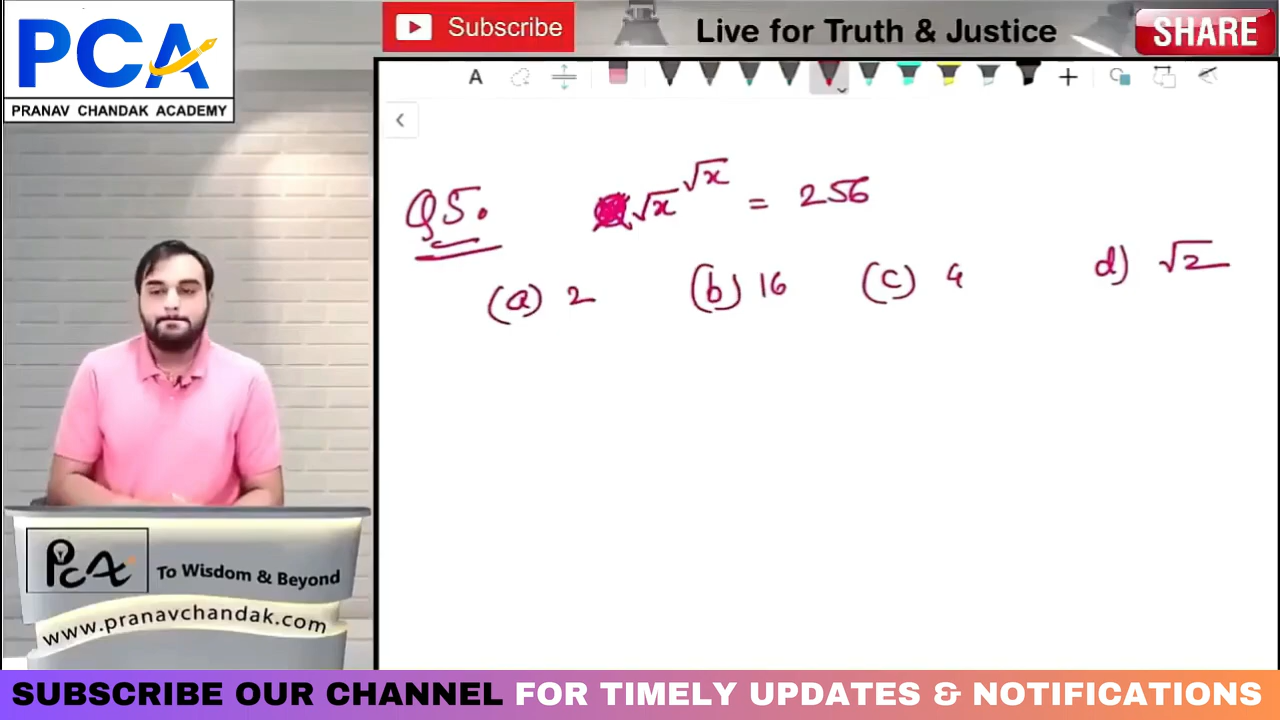 PCA
PRANAV CHANDAK ACADEMY
Subscribe
Live for Truth & Justice
SHARE
A
Q5.
√x^√x = 256
(a) 2 (b) 16 (c) 4 d) √2
PCA
To Wisdom & Beyond
www.pranavchandak.com
SUBSCRIBE OUR CHANNEL FOR TIMELY UPDATES & NOTIFICATIONS